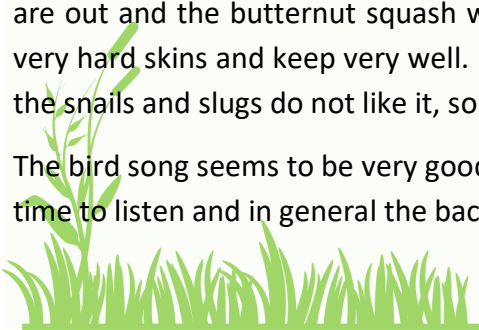 are out and the butternut squash w
very hard skins and keep very well.
the snails and slugs do not like it, so
The bird song seems to be very good
time to listen and in general the bac